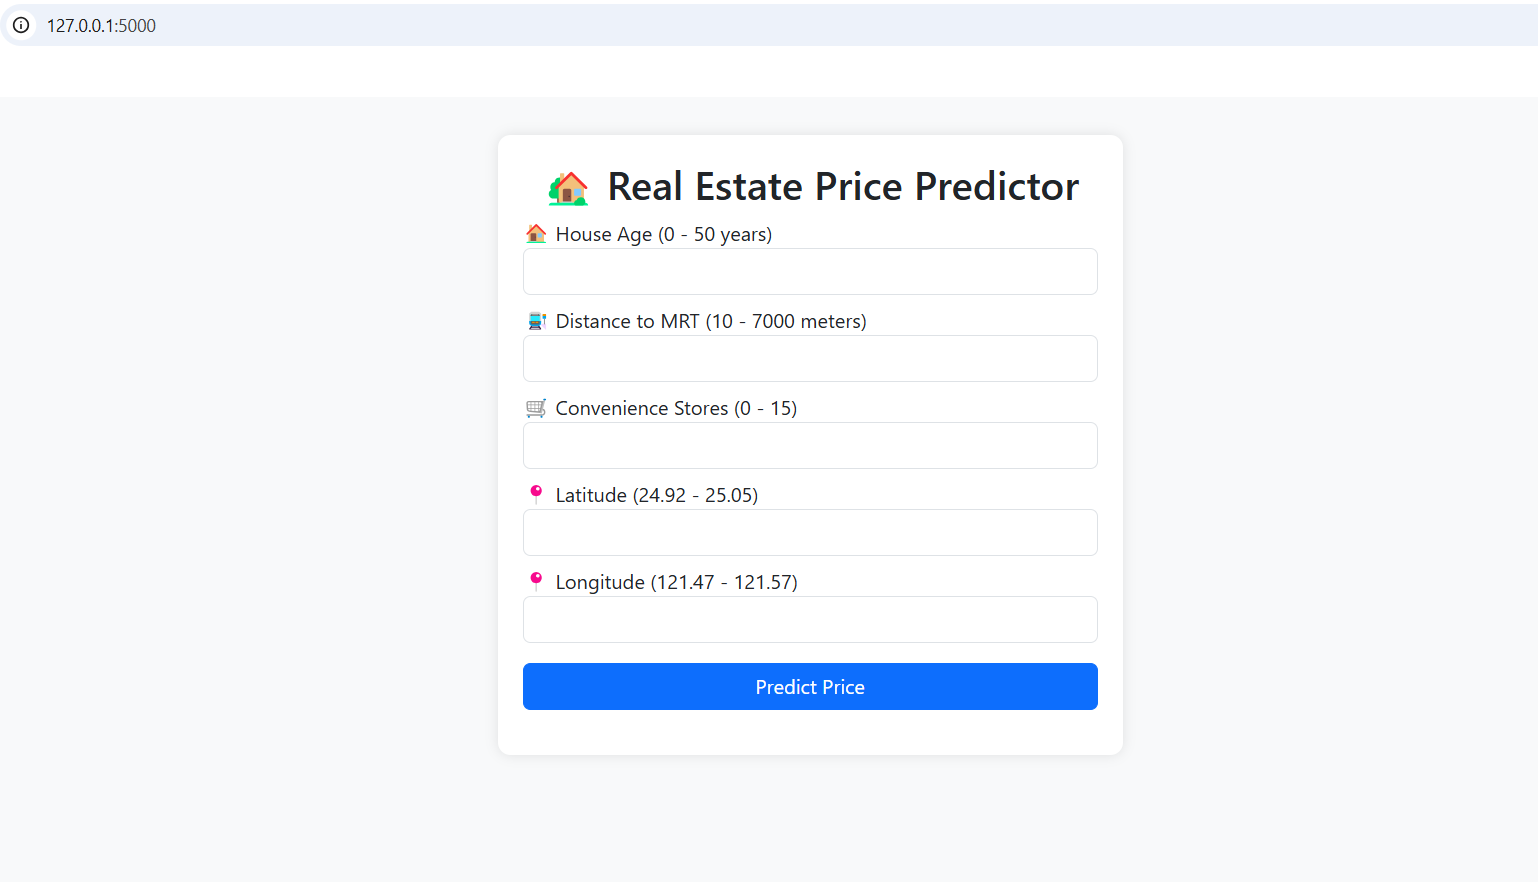 127.0.0.1:5000
Real Estate Price Predictor
House Age (0 - 50 years)
Distance to MRT (10 - 7000 meters)
Convenience Stores (0 - 15)
Latitude (24.92 - 25.05)
Longitude (121.47 - 121.57)
Predict Price